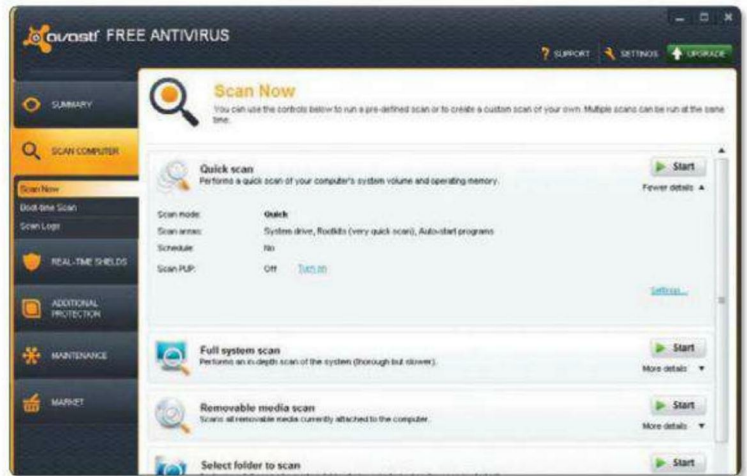 avast! FREE ANTIVIRUS
? SUPPORT SETTINGS UPGRADE
SUMMARY
SCAN COMPUTER
Scan Now
Boot-time Scan
Scan Logs
REAL-TIME SHIELDS
ADDITIONAL
PROTECTION
MAINTENANCE
MARKET
Scan Now
You can use the controls below to run a pre-defined scan or to create a custom scan of your own. Multiple scans can be run at the same
time.
Quick scan
Start
Performs a quick scan of your computer's system volume and operating memory.
Fewer details
Scan mode: Quick
Scan areas: System drive, Rootkits (very quick scan), Auto-start programs
Schedule: No
Scan PUP: Off Turn on
Settings...
Full system scan
Start
Performs an in-depth scan of the system (thorough but slower).
More details
Removable media scan
Start
Scans all removable media currently attached to the computer.
More details
Select folder to scan
Start